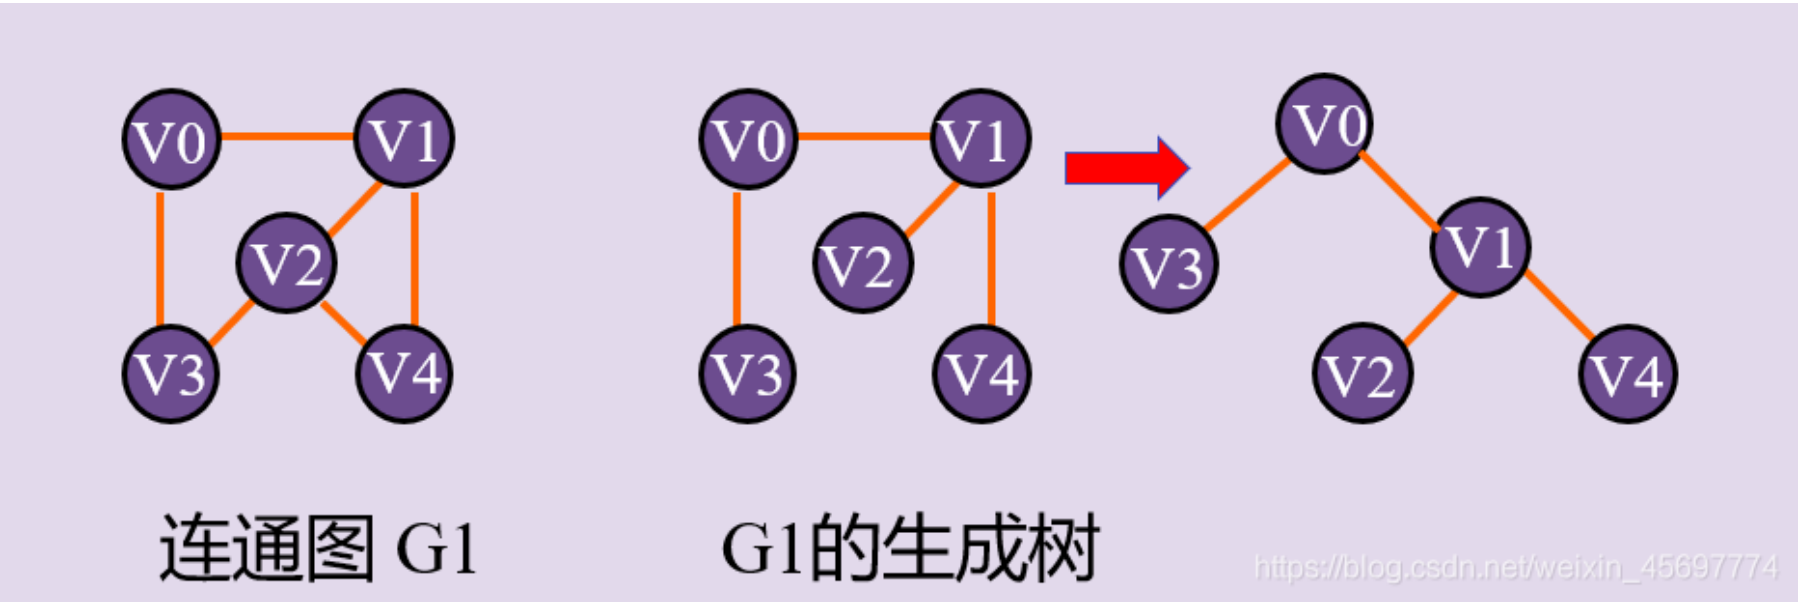 V0 V1 V0 V1 V0
V2 V2 V3 V1
V3 V4 V3 V4 V2 V4
连通图 G1 G1的生成树
https://blog.csdn.net/weixin_45697774